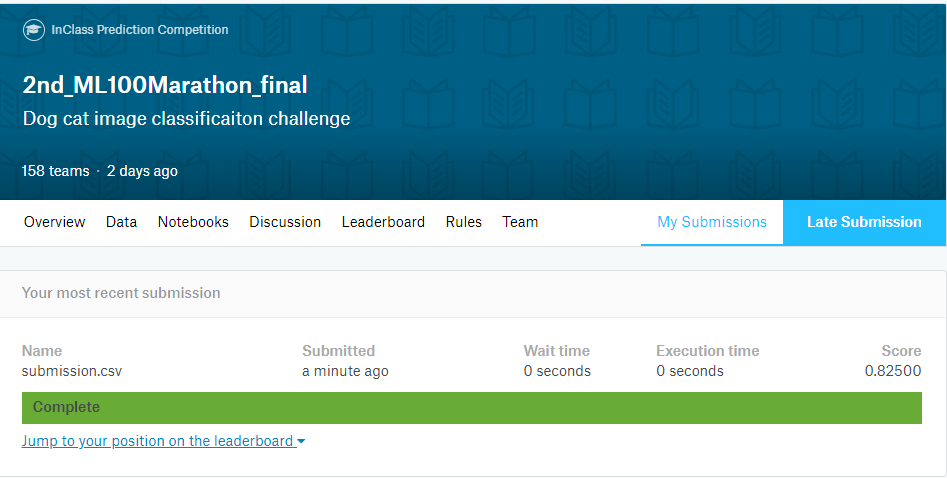 InClass Prediction Competition
2nd_ML100Marathon_final
Dog cat image classificaiton challenge
158 teams · 2 days ago
Overview Data Notebooks Discussion Leaderboard Rules Team My Submissions Late Submission
Your most recent submission
Name Submitted Wait time Execution time Score
submission.csv a minute ago 0 seconds 0 seconds 0.82500
Complete
Jump to your position on the leaderboard